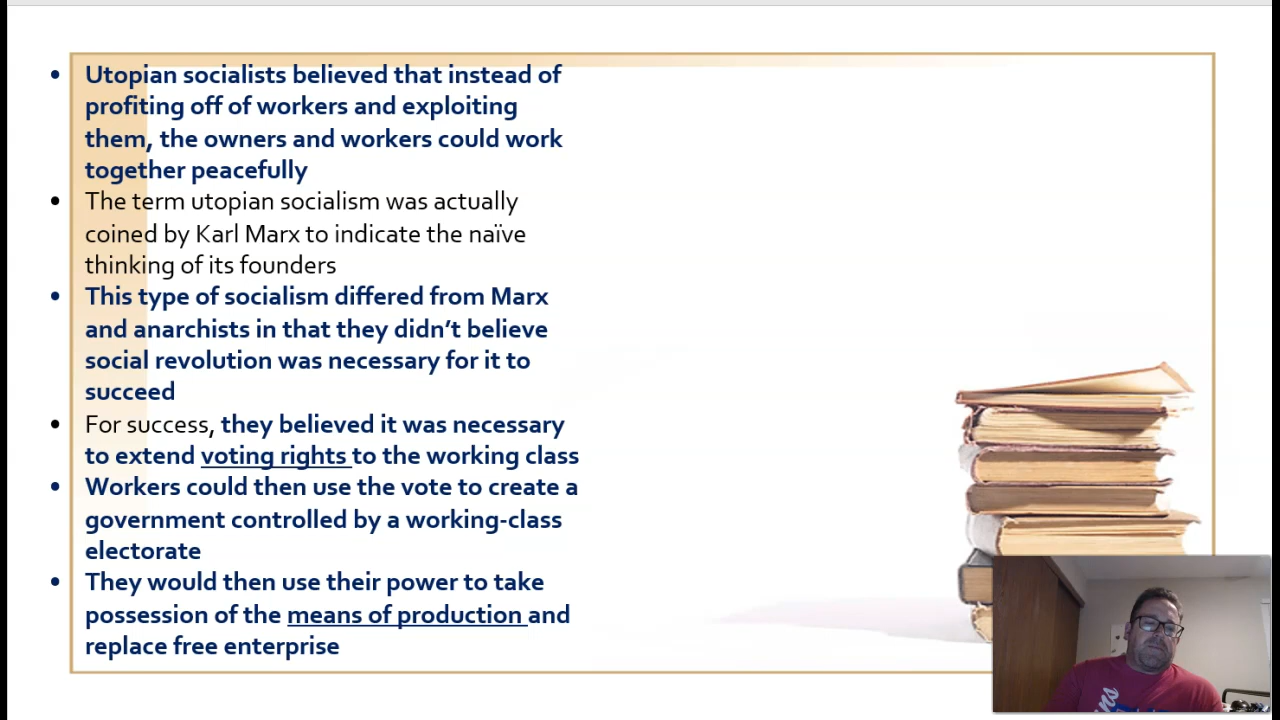 • Utopian socialists believed that instead of
profiting off of workers and exploiting
them, the owners and workers could work
together peacefully
• The term utopian socialism was actually
coined by Karl Marx to indicate the naïve
thinking of its founders
• This type of socialism differed from Marx
and anarchists in that they didn’t believe
social revolution was necessary for it to
succeed
• For success, they believed it was necessary
to extend voting rights to the working class
• Workers could then use the vote to create a
government controlled by a working-class
electorate
• They would then use their power to take
possession of the means of production and
replace free enterprise